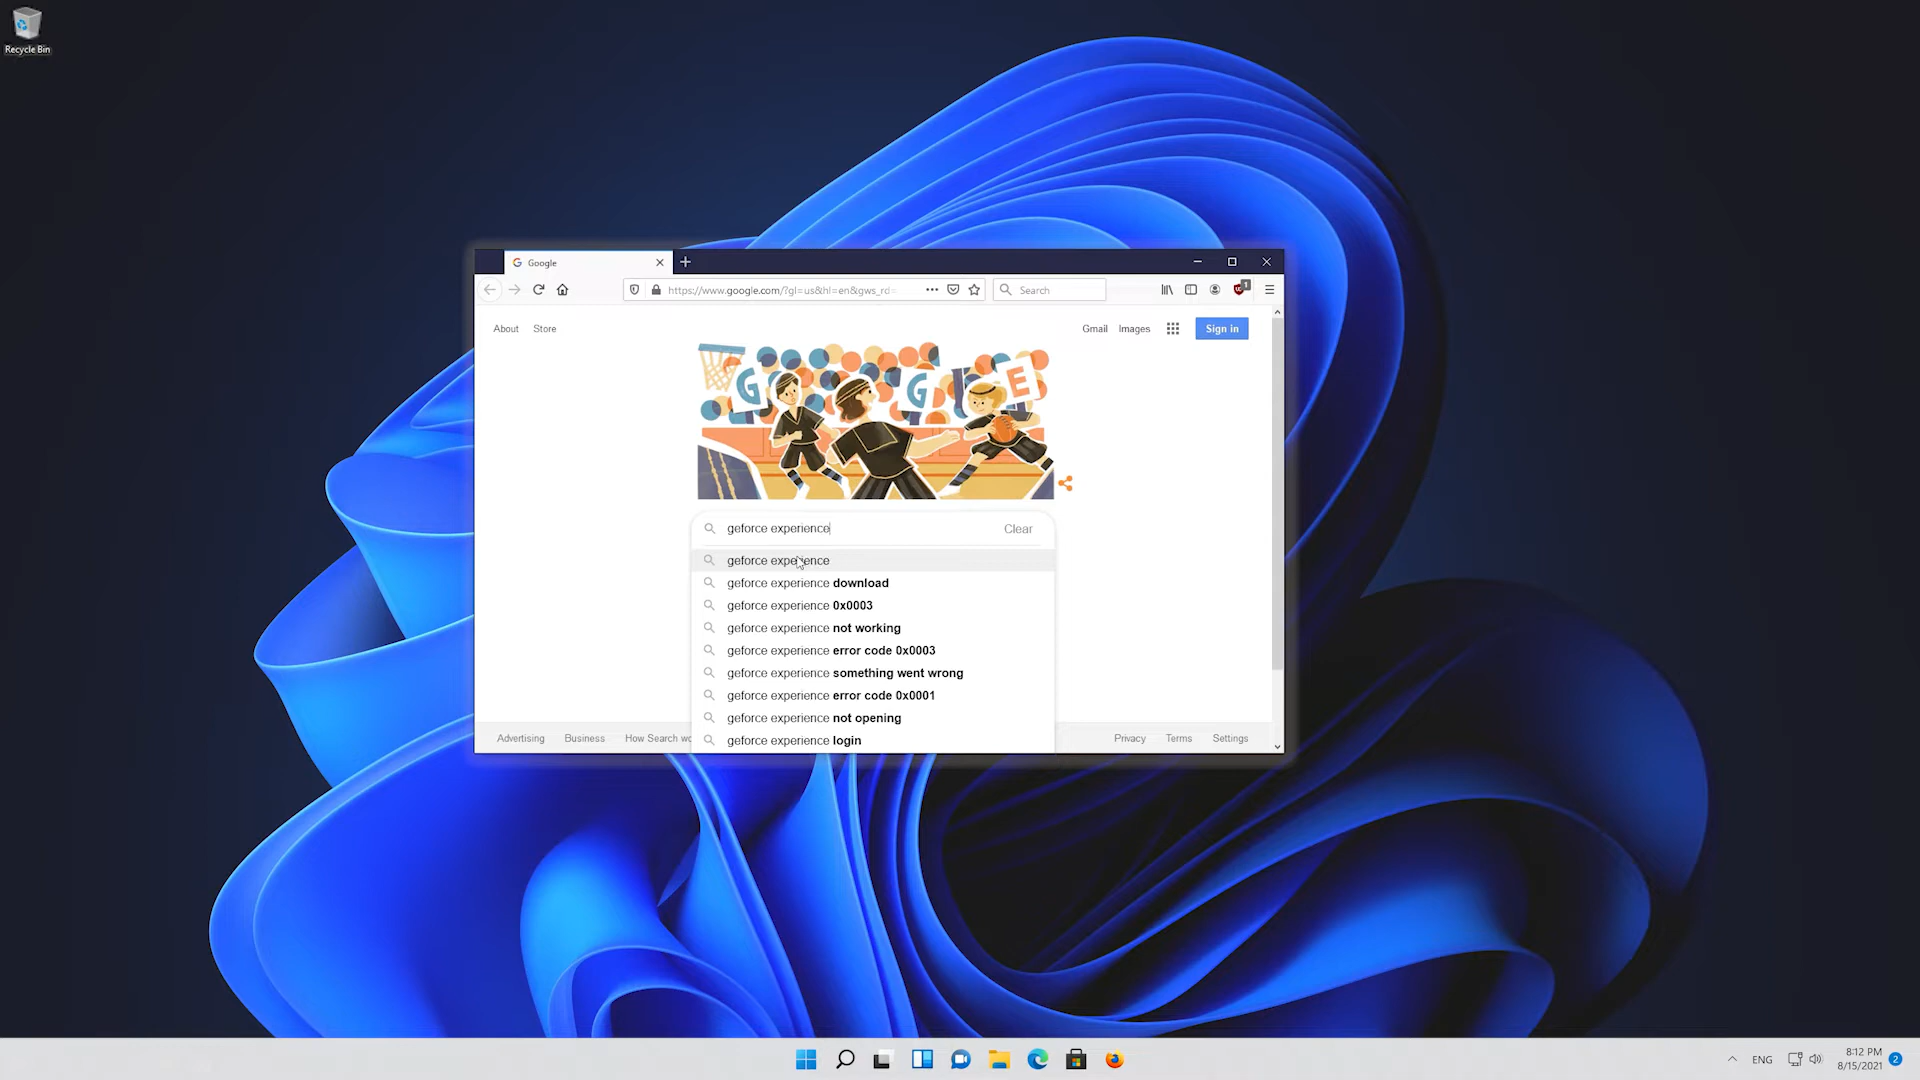 Recycle Bin
Google
https://www.google.com/?gl=us&hl=en&gws_rd=
Search
1
About Store
Gmail Images
Sign in
G G E
geforce experience
Clear
geforce experience
geforce experience download
geforce experience 0x0003
geforce experience not working
geforce experience error code 0x0003
geforce experience something went wrong
geforce experience error code 0x0001
geforce experience not opening
geforce experience login
Advertising Business How Search wo
Privacy Terms Settings
ENG
8:12 PM
8/15/2021
2